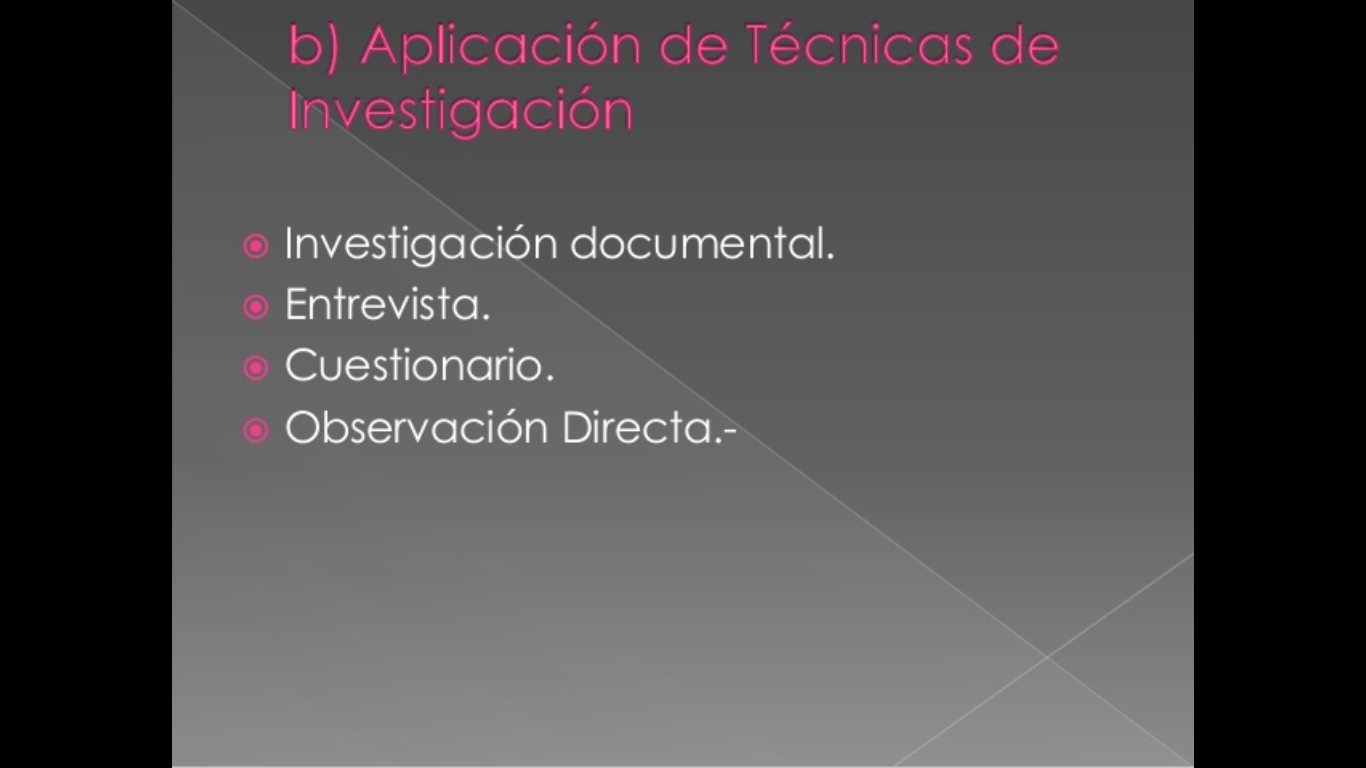 b) Aplicación de Técnicas de
Investigación
Investigación documental.
Entrevista.
Cuestionario.
Observación Directa.-